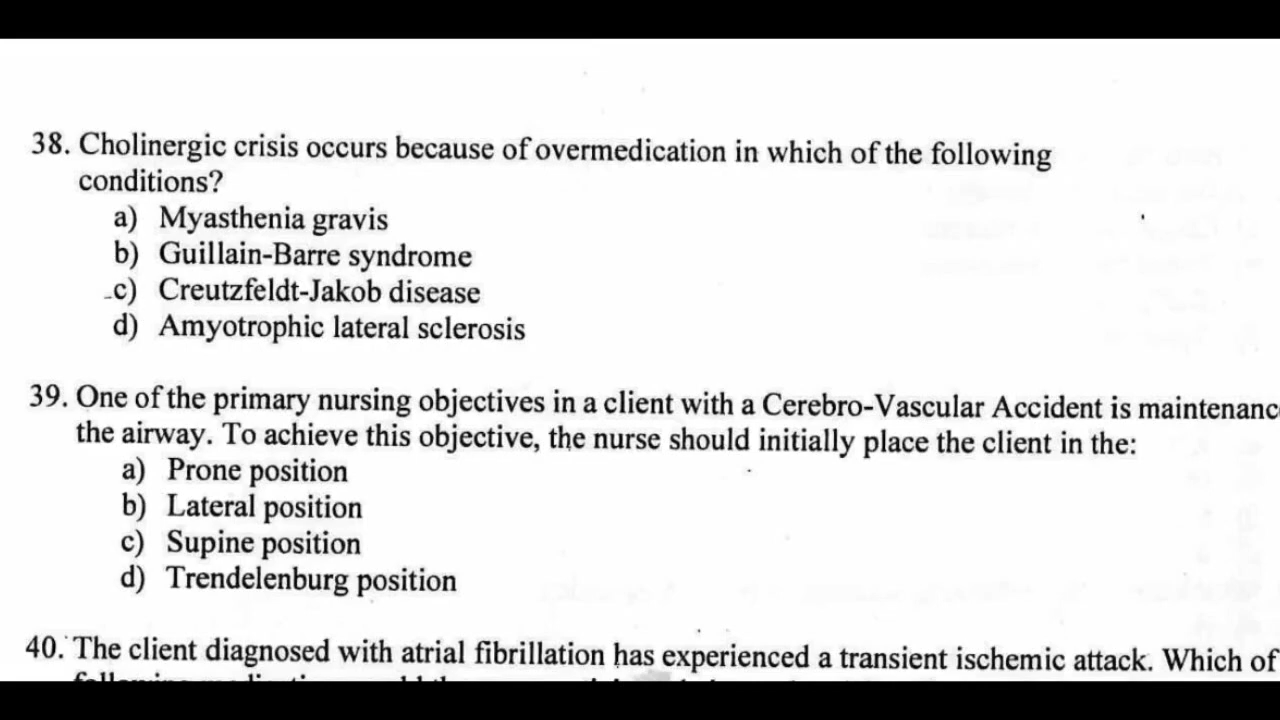 38. Cholinergic crisis occurs because of overmedication in which of the following
conditions?
a) Myasthenia gravis
b) Guillain-Barre syndrome
c) Creutzfeldt-Jakob disease
d) Amyotrophic lateral sclerosis
39. One of the primary nursing objectives in a client with a Cerebro-Vascular Accident is maintenanc
the airway. To achieve this objective, the nurse should initially place the client in the:
a) Prone position
b) Lateral position
c) Supine position
d) Trendelenburg position
40. The client diagnosed with atrial fibrillation has experienced a transient ischemic attack. Which of